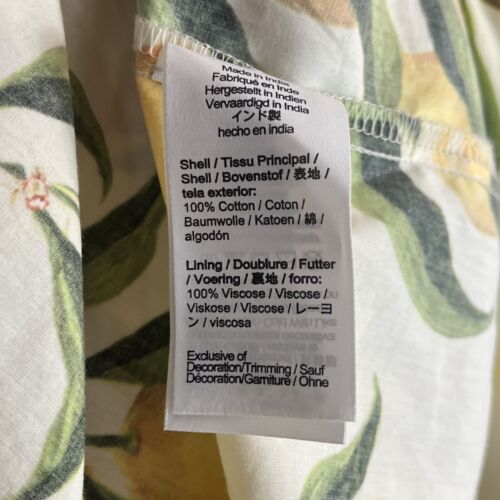 Made in India
Fabriqué en Inde
Hergestellt in Indien
Vervaardigd in India
インド製
hecho en india
Shell / Tissu Principal /
Shell / Bovenstof / 表地 /
tela exterior:
100% Cotton / Coton /
Baumwolle / Katoen / 綿 /
algodón
Lining / Doublure / Futter
/ Voering / 裏地 / forro:
100% Viscose / Viscose /
Viskose / Viscose / レーヨ
ン / viscosa
Exclusive of
Decoration/Trimming / Sauf
Décoration/Garniture / Ohne